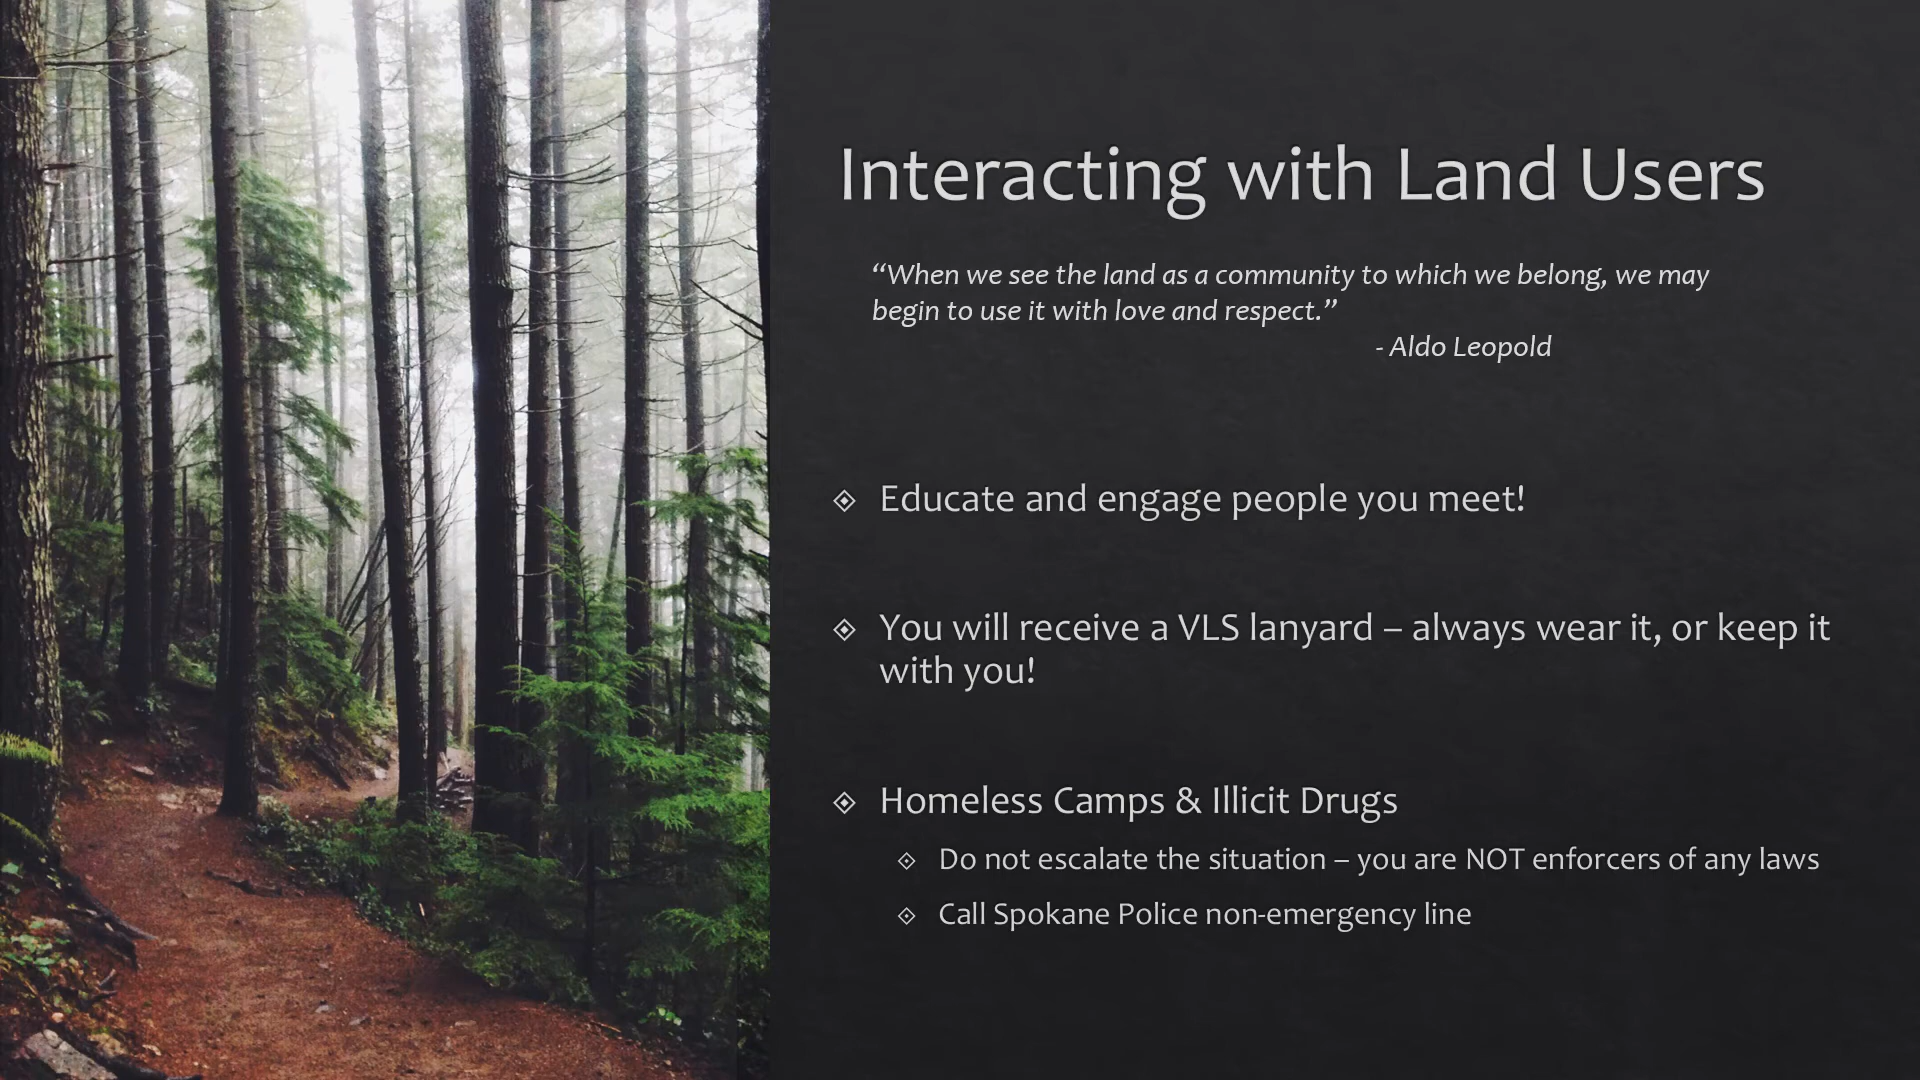 Interacting with Land Users
“When we see the land as a community to which we belong, we may
begin to use it with love and respect.”
- Aldo Leopold
Educate and engage people you meet!
You will receive a VLS lanyard – always wear it, or keep it
with you!
Homeless Camps & Illicit Drugs
Do not escalate the situation – you are NOT enforcers of any laws
Call Spokane Police non-emergency line